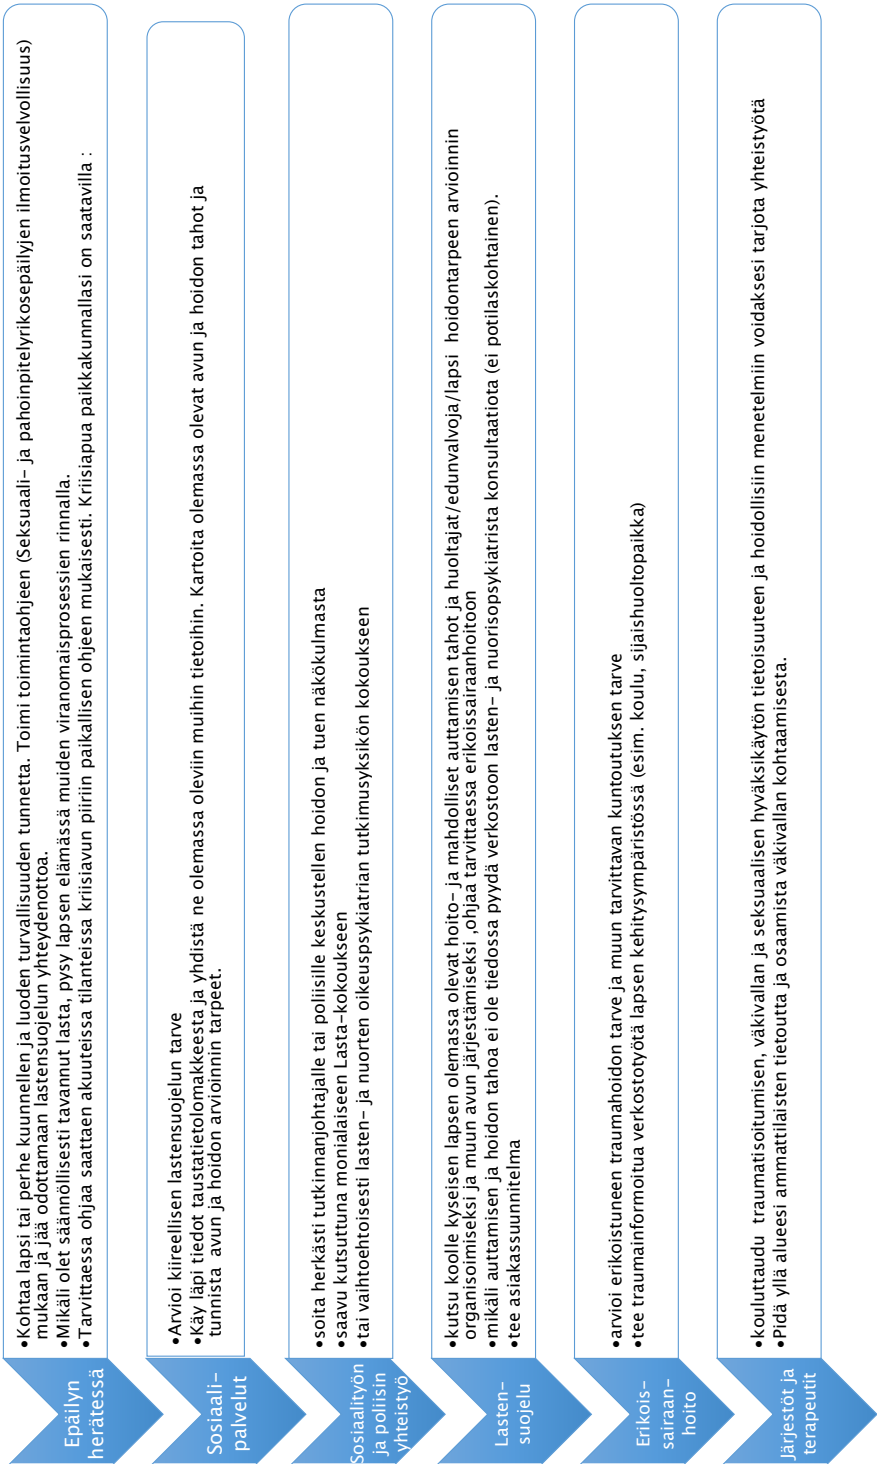 Epäilyn
herätessä
•Kohtaa lapsi tai perhe kuunnellen ja luoden turvallisuuden tunnetta. Toimi toimintaohjeen (Seksuaali- ja pahoinpitelyrikosepäilyjen ilmoitusvelvollisuus)
mukaan ja jää odottamaan lastensuojelun yhteydenottoa.
•Mikäli olet säännöllisesti tavannut lasta, pysy lapsen elämässä muiden viranomaisprosessien rinnalla.
•Tarvittaessa ohjaa saattaen akuuteissa tilanteissa kriisiavun piiriin paikallisen ohjeen mukaisesti. Kriisiapua paikkakunnallasi on saatavilla :
Sosiaali-
palvelut
•Arvioi kiireellisen lastensuojelun tarve
•Käy läpi tiedot taustatietolomakkeesta ja yhdistä ne olemassa oleviin muihin tietoihin. Kartoita olemassa olevat avun ja hoidon tahot ja
tunnista avun ja hoidon arvioinnin tarpeet.
Sosiaalityön
ja poliisin
yhteistyö
•soita herkästi tutkinnanjohtajalle tai poliisille keskustellen hoidon ja tuen näkökulmasta
•saavu kutsuttuna monialaiseen Lasta-kokoukseen
•tai vaihtoehtoisesti lasten- ja nuorten oikeuspsykiatrian tutkimusyksikön kokoukseen
Lasten-
suojelu
•kutsu koolle kyseisen lapsen olemassa olevat hoito- ja mahdolliset auttamisen tahot ja huoltajat/edunvalvoja/lapsi hoidontarpeen arvioinnin
organisoimiseksi ja muun avun järjestämiseksi ,ohjaa tarvittaessa erikoissairaanhoitoon
•mikäli auttamisen ja hoidon tahoa ei ole tiedossa pyydä verkostoon lasten- ja nuorisopsykiatrista konsultaatiota (ei potilaskohtainen).
•tee asiakassuunnitelma
Erikois-
sairaan-
hoito
•arvioi erikoistuneen traumahoidon tarve ja muun tarvittavan kuntoutuksen tarve
•tee traumainformoitua verkostotyötä lapsen kehitysympäristössä (esim. koulu, sijaishuoltopaikka)
Järjestöt ja
terapeutit
•kouluttaudu traumatisoitumisen, väkivallan ja seksuaalisen hyväksikäytön tietoisuuteen ja hoidollisiin menetelmiin voidaksesi tarjota yhteistyötä
•Pidä yllä alueesi ammattilaisten tietoutta ja osaamista väkivallan kohtaamisesta.